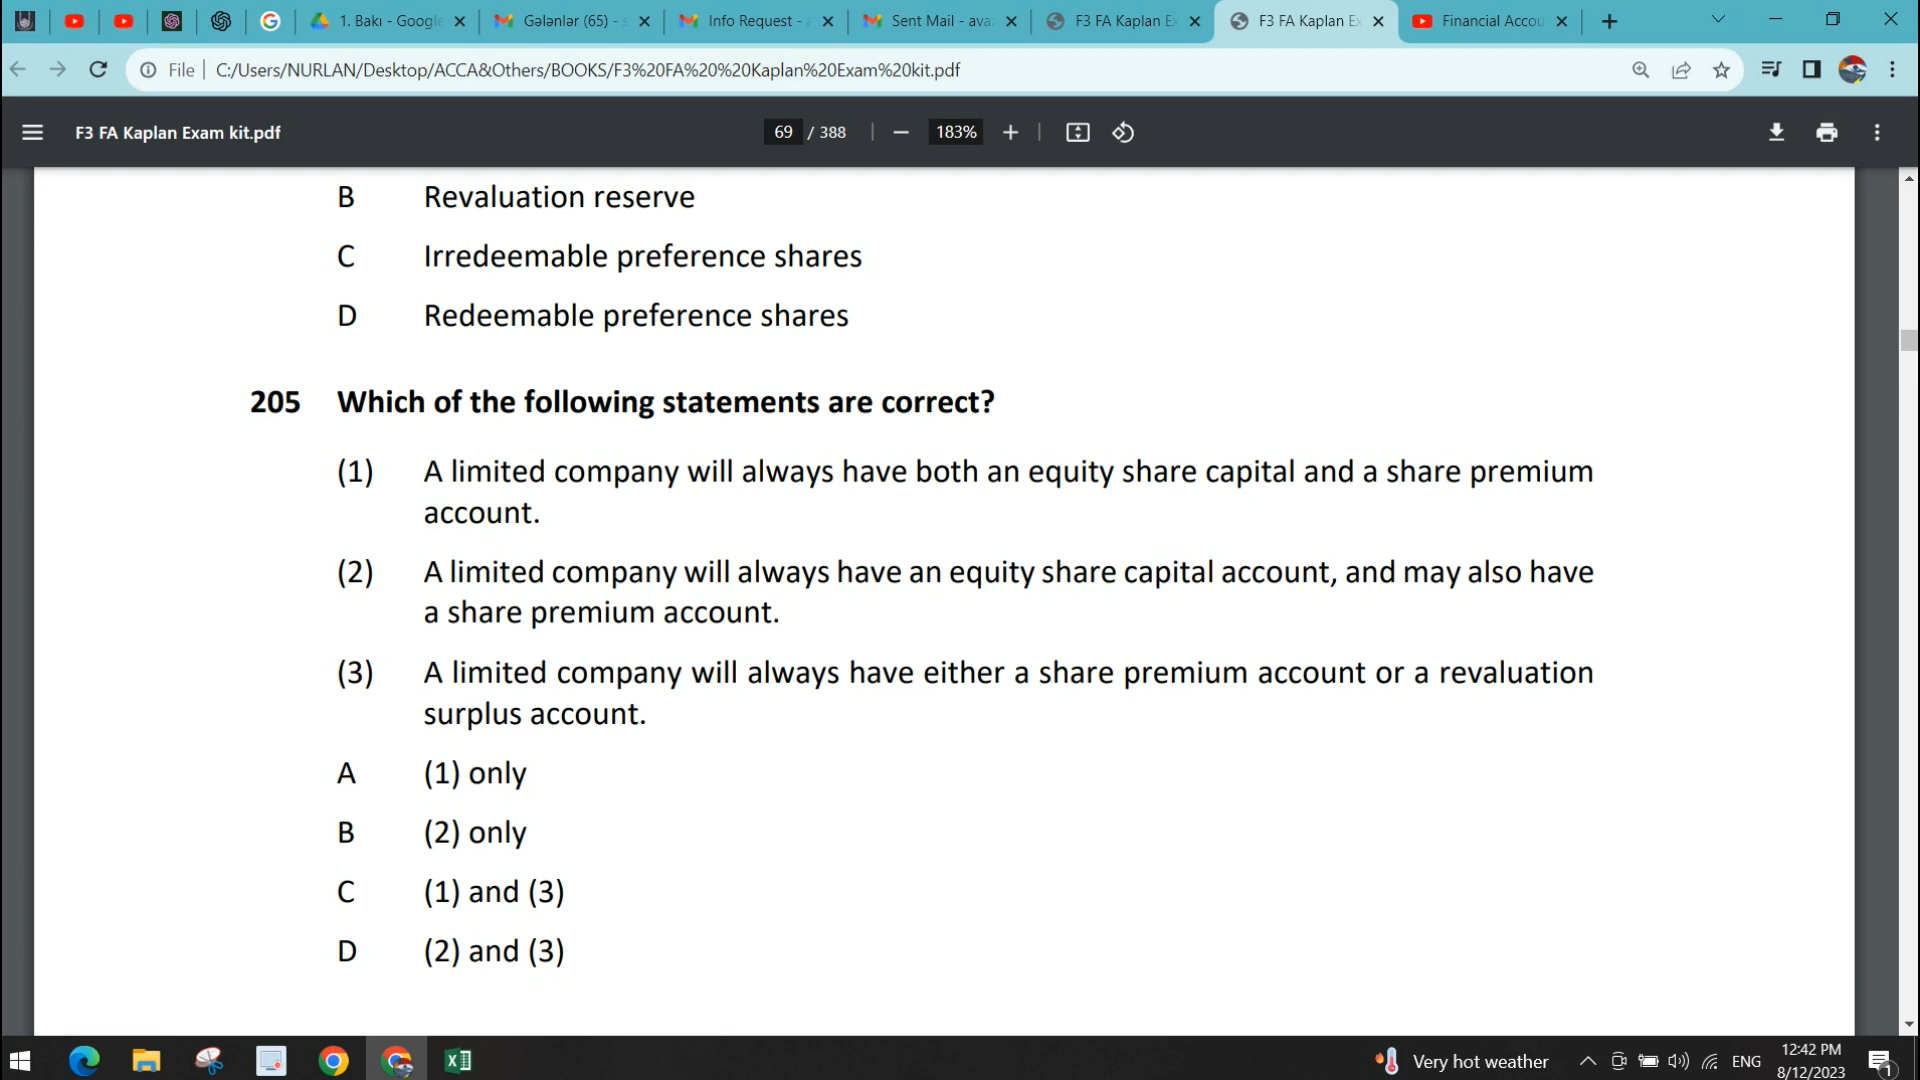 1. Bakı - Google
Gələnlər (65) - s
Info Request - a
Sent Mail - ava
F3 FA Kaplan Ex
F3 FA Kaplan Ex
Financial Accou
File
C:/Users/NURLAN/Desktop/ACCA&Others/BOOKS/F3%20FA%20%20Kaplan%20Exam%20kit.pdf
F3 FA Kaplan Exam kit.pdf
69 / 388
183%
B Revaluation reserve
C Irredeemable preference shares
D Redeemable preference shares
205 Which of the following statements are correct?
(1) A limited company will always have both an equity share capital and a share premium
account.
(2) A limited company will always have an equity share capital account, and may also have
a share premium account.
(3) A limited company will always have either a share premium account or a revaluation
surplus account.
A (1) only
B (2) only
C (1) and (3)
D (2) and (3)
Very hot weather
ENG
12:42 PM
8/12/2023
1